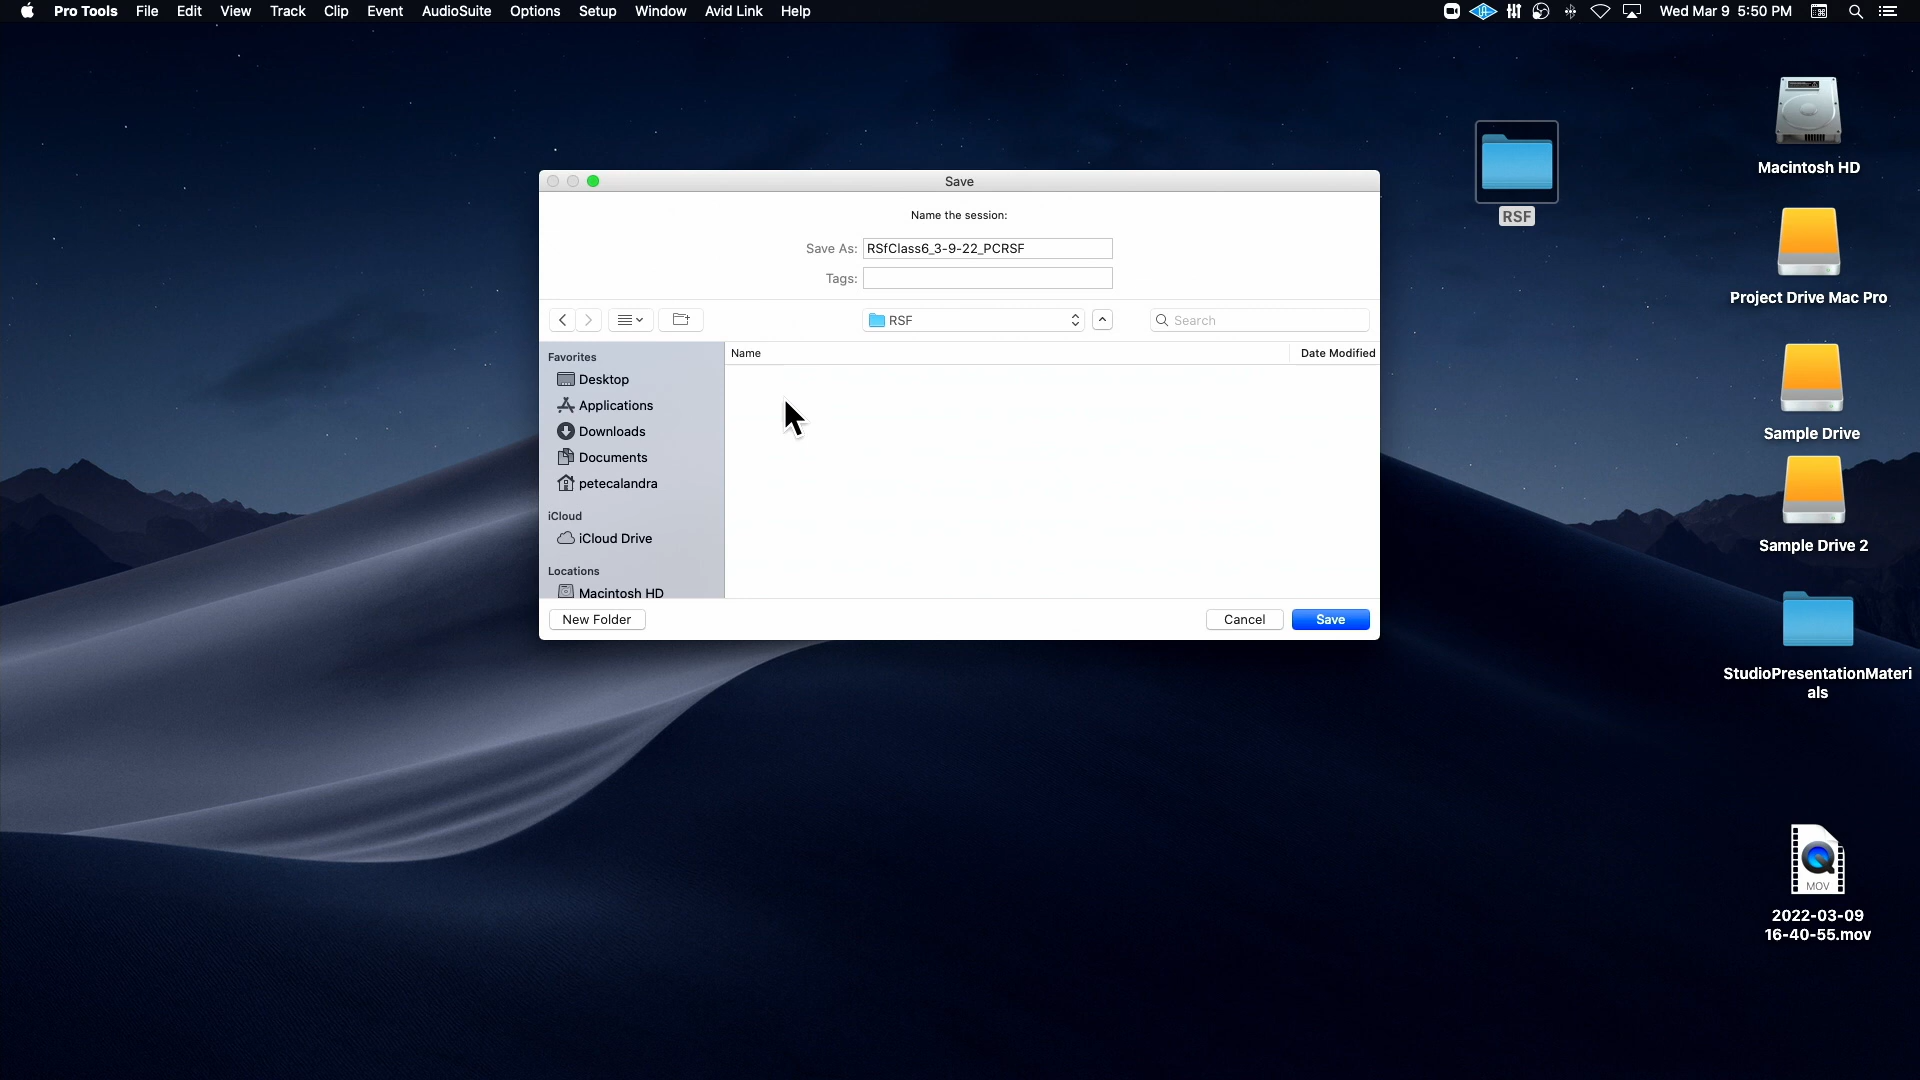 Pro Tools File Edit View Track Clip Event AudioSuite Options Setup Window Avid Link Help Wed Mar 9 5:50 PM
Macintosh HD
RSF
Project Drive Mac Pro
Sample Drive
Sample Drive 2
StudioPresentationMateri
als
MOV
2022-03-09
16-40-55.mov
Save
Name the session:
Save As: RSfClass6_3-9-22_PCRSF
Tags:
RSF Search
Favorites
Desktop
Applications
Downloads
Documents
petecalandra
iCloud
iCloud Drive
Locations
Macintosh HD
Name Date Modified
New Folder Cancel Save